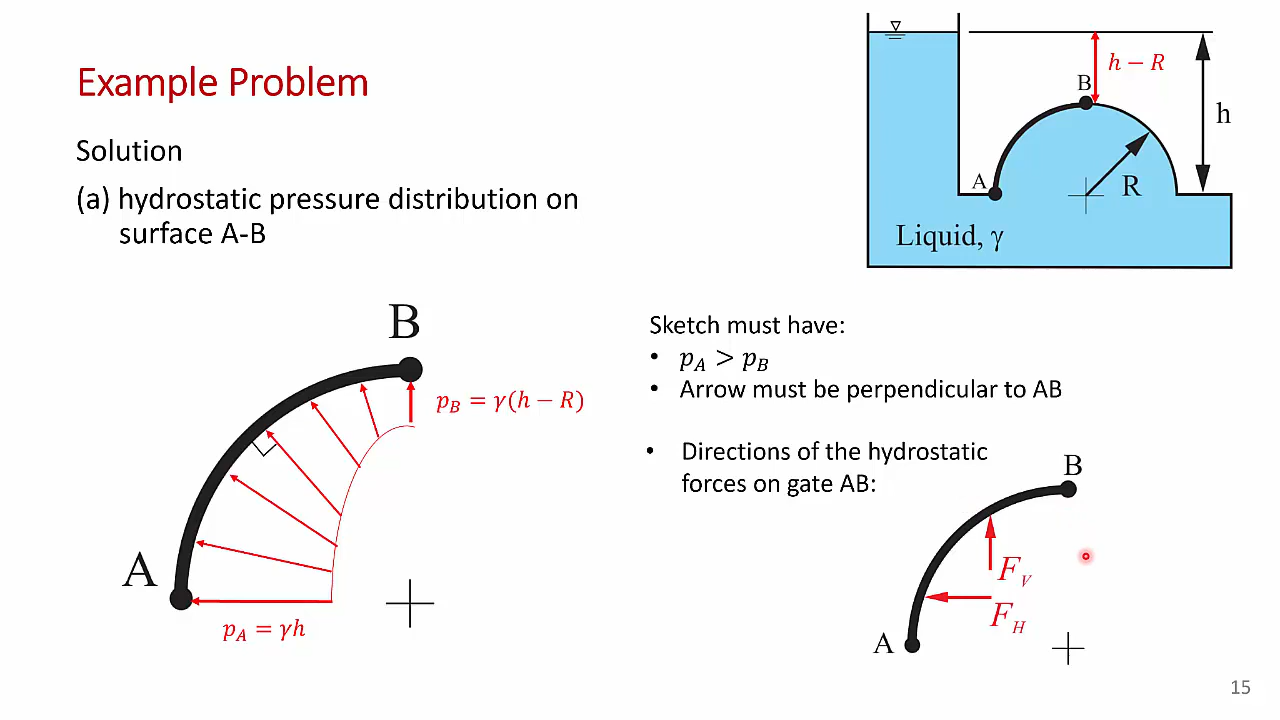 Example Problem
Solution
(a) hydrostatic pressure distribution on
surface A-B
h − R
B
h
A
R
Liquid, γ
B
p_B = γ(h − R)
A
p_A = γh
Sketch must have:
• p_A > p_B
• Arrow must be perpendicular to AB
• Directions of the hydrostatic
forces on gate AB:
B
F_V
F_H
A
15